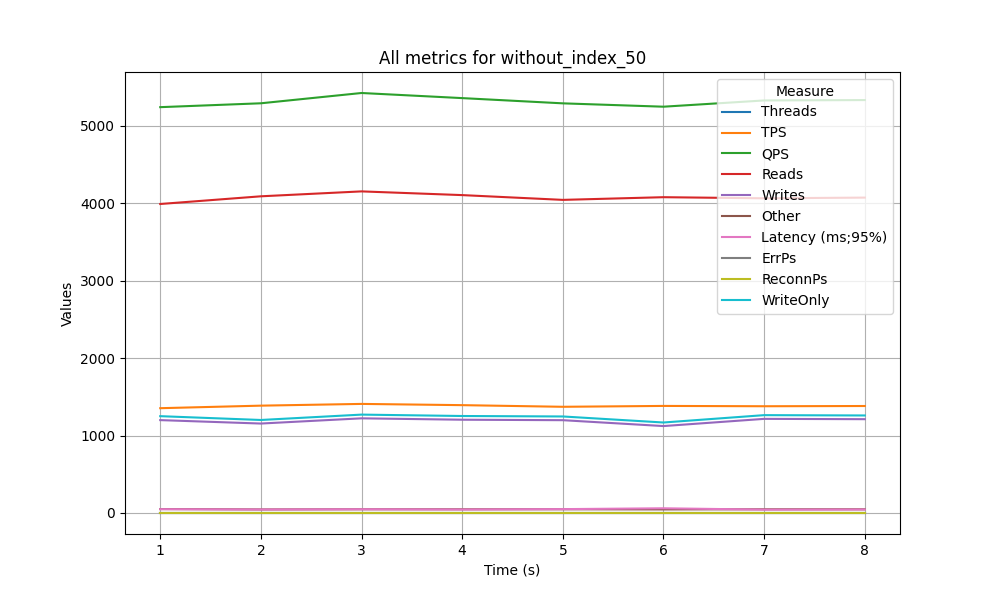 All metrics for without_index_50
Measure
Threads
TPS
QPS
Reads
Writes
Other
Latency (ms;95%)
ErrPs
ReconnPs
WriteOnly
Values
5000
4000
3000
2000
1000
0
1 2 3 4 5 6 7 8
Time (s)